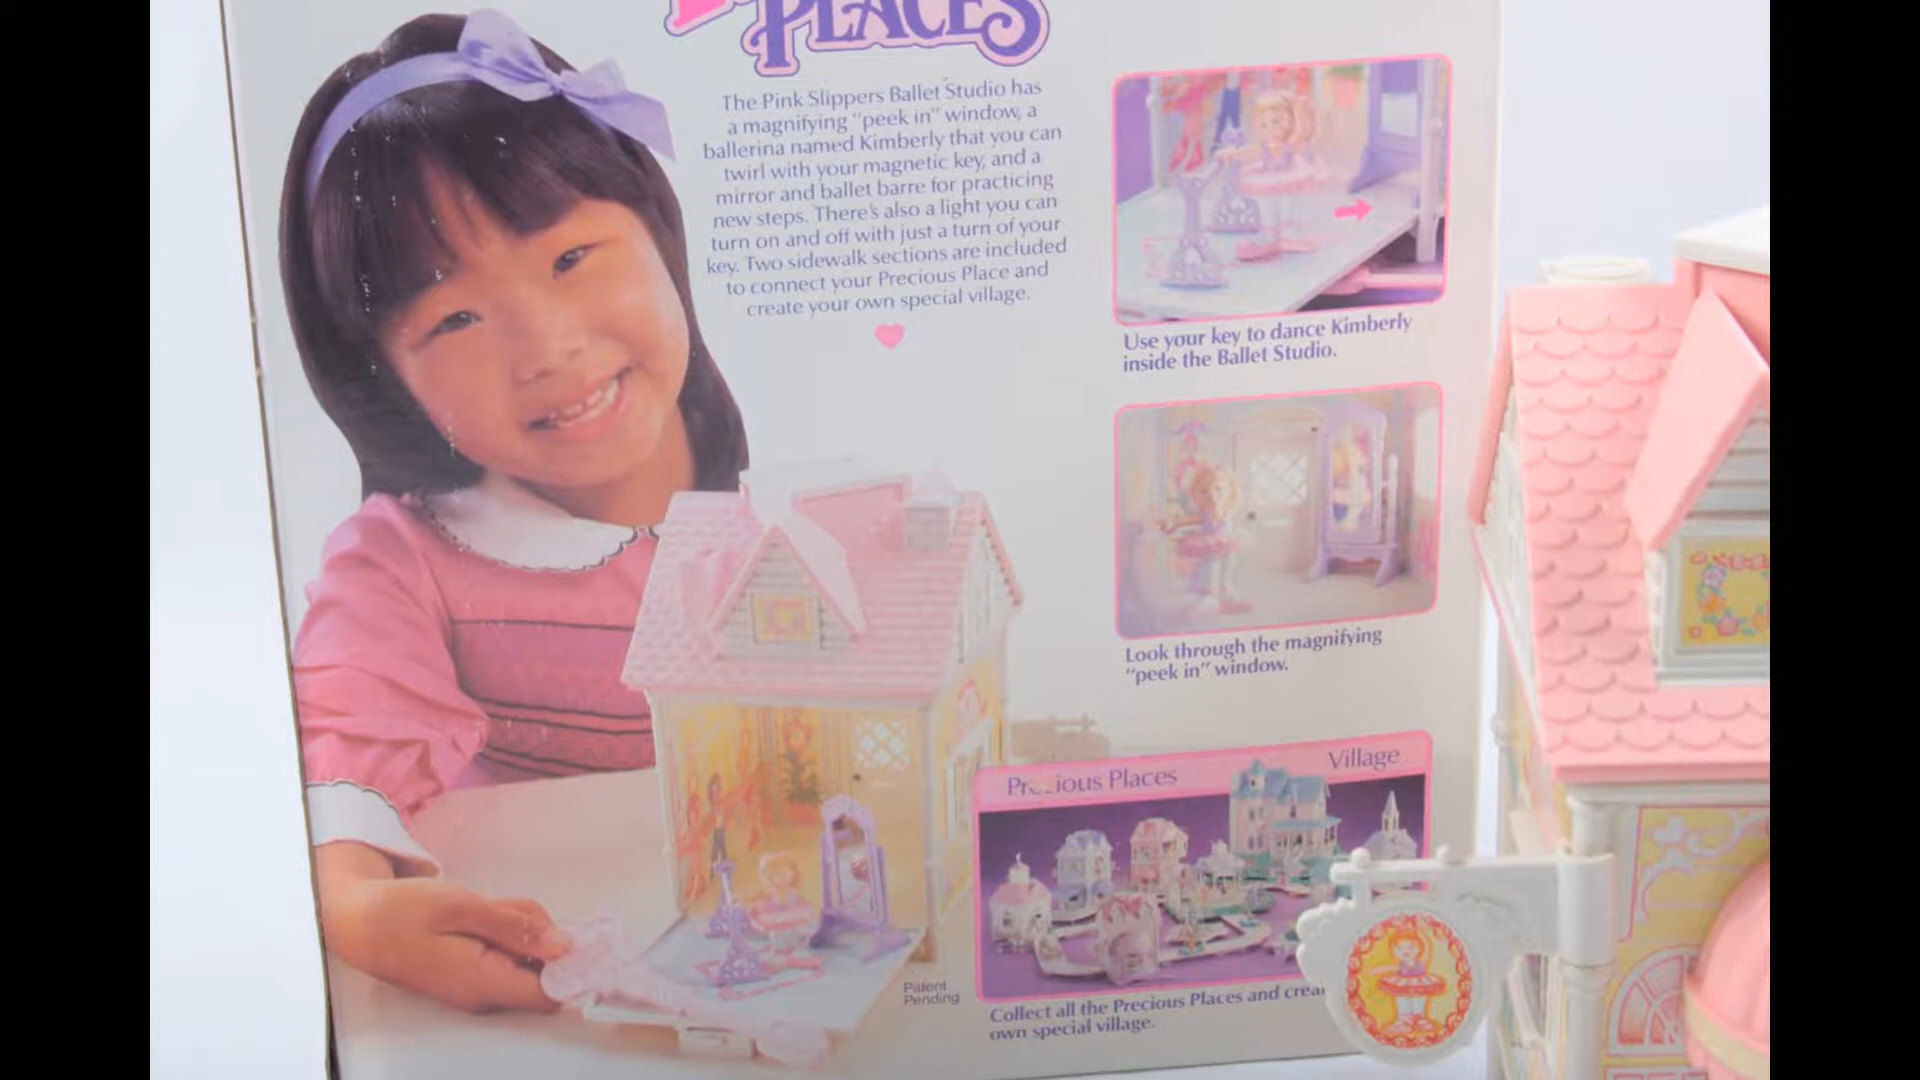 PLACES
The Pink Slippers Ballet Studio has
a magnifying "peek in" window, a
ballerina named Kimberly that you can
twirl with your magnetic key, and a
mirror and ballet barre for practicing
new steps. There's also a light you can
turn on and off with just a turn of your
key. Two sidewalk sections are included
to connect your Precious Place and
create your own special village.
Use your key to dance Kimberly
inside the Ballet Studio.
Look through the magnifying
"peek in" window.
Precious Places Village
Patent
Pending
Collect all the Precious Places and crea
own special village.